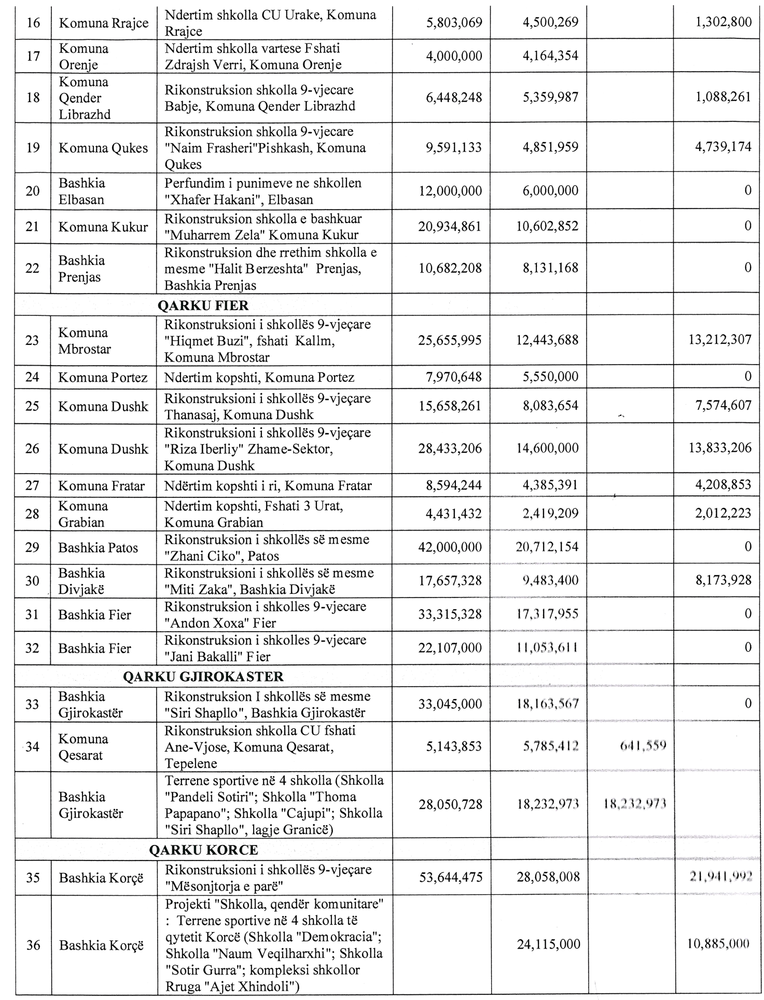 16 Komuna Rrajce Ndertim shkolla CU Urake, Komuna 5,803,069 4,500,269 1,302,800
Rrajce
17 Komuna Ndertim shkolla vartese Fshati 4,000,000 4,164,354
Orenje Zdrajsh Verri, Komuna Orenje
Komuna
18 Qender Rikonstruksion shkolla 9-vjecare 6,448,248 5,359,987 1,088,261
Librazhd Babje, Komuna Qender Librazhd
Rikonstruksion shkolla 9-vjecare
19 Komuna Qukes "Naim Frasheri"Pishkash, Komuna 9,591,133 4,851,959 4,739,174
Qukes
20 Bashkia Perfundim i punimeve ne shkollen 12,000,000 6,000,000 0
Elbasan "Xhafer Hakani", Elbasan
21 Komuna Kukur Rikonstruksion shkolla e bashkuar 20,934,861 10,602,852 0
"Muharrem Zela" Komuna Kukur
Rikonstruksion dhe rrethim shkolla e
22 Bashkia mesme "Halit Berzeshta" Prenjas, 10,682,208 8,131,168 0
Prenjas Bashkia Prenjas
QARKU FIER
Rikonstruksioni i shkollës 9-vjeçare
23 Komuna "Hiqmet Buzi", fshati Kallm, 25,655,995 12,443,688 13,212,307
Mbrostar Komuna Mbrostar
24 Komuna Portez Ndertim kopshti, Komuna Portez 7,970,648 5,550,000 0
25 Komuna Dushk Rikonstruksioni i shkollës 9-vjeçare 15,658,261 8,083,654 7,574,607
Thanasaj, Komuna Dushk
Rikonstruksioni i shkollës 9-vjeçare
26 Komuna Dushk "Riza Iberliy" Zhame-Sektor, 28,433,206 14,600,000 13,833,206
Komuna Dushk
27 Komuna Fratar Ndërtim kopshti i ri, Komuna Fratar 8,594,244 4,385,391 4,208,853
28 Komuna Ndertim kopshti, Fshati 3 Urat, 4,431,432 2,419,209 2,012,223
Grabian Komuna Grabian
29 Bashkia Patos Rikonstruksion i shkollës së mesme 42,000,000 20,712,154 0
"Zhani Ciko", Patos
30 Bashkia Rikonstruksioni i shkollës së mesme 17,657,328 9,483,400 8,173,928
Divjakë "Miti Zaka", Bashkia Divjakë
31 Bashkia Fier Rikonstruksion i shkolles 9-vjecare 33,315,328 17,317,955 0
"Andon Xoxa" Fier
32 Bashkia Fier Rikonstruksion i shkolles 9-vjecare 22,107,000 11,053,611 0
"Jani Bakalli" Fier
QARKU GJIROKASTER
33 Bashkia Rikonstruksion I shkollës së mesme 33,045,000 18,163,567 0
Gjirokastër "Siri Shapllo", Bashkia Gjirokastër
Rikonstruksion shkolla CU fshati
34 Komuna Ane-Vjose, Komuna Qesarat, 5,143,853 5,785,412 641,559
Qesarat Tepelene
Terrene sportive në 4 shkolla (Shkolla
Bashkia "Pandeli Sotiri"; Shkolla "Thoma 28,050,728 18,232,973 18,232,973
Gjirokastër Papapano"; Shkolla "Cajupi"; Shkolla
"Siri Shapllo", lagje Granicë)
QARKU KORCE
35 Bashkia Korçë Rikonstruksioni i shkollës 9-vjeçare 53,644,475 28,058,008 21,941,992
"Mësonjtorja e parë"
Projekti "Shkolla, qendër komunitare"
: Terrene sportive në 4 shkolla të
qytetit Korcë (Shkolla "Demokracia";
36 Bashkia Korçë Shkolla "Naum Veqilharxhi"; Shkolla 24,115,000 10,885,000
"Sotir Gurra"; kompleksi shkollor
Rruga "Ajet Xhindoli")